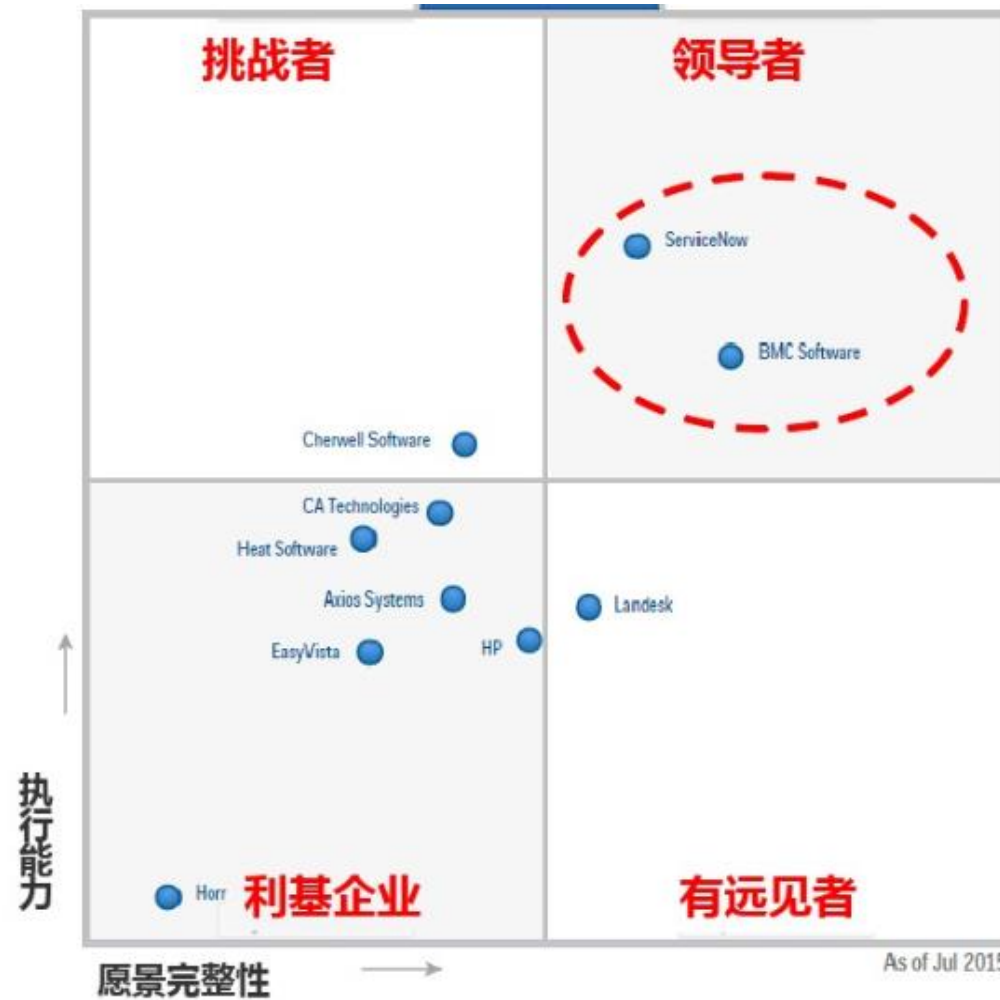 挑战者
领导者
ServiceNow
BMC Software
Cherwell Software
CA Technologies
Heat Software
Axios Systems
Landesk
HP
EasyVista
执行能力
Horr
利基企业
有远见者
愿景完整性
As of Jul 2015